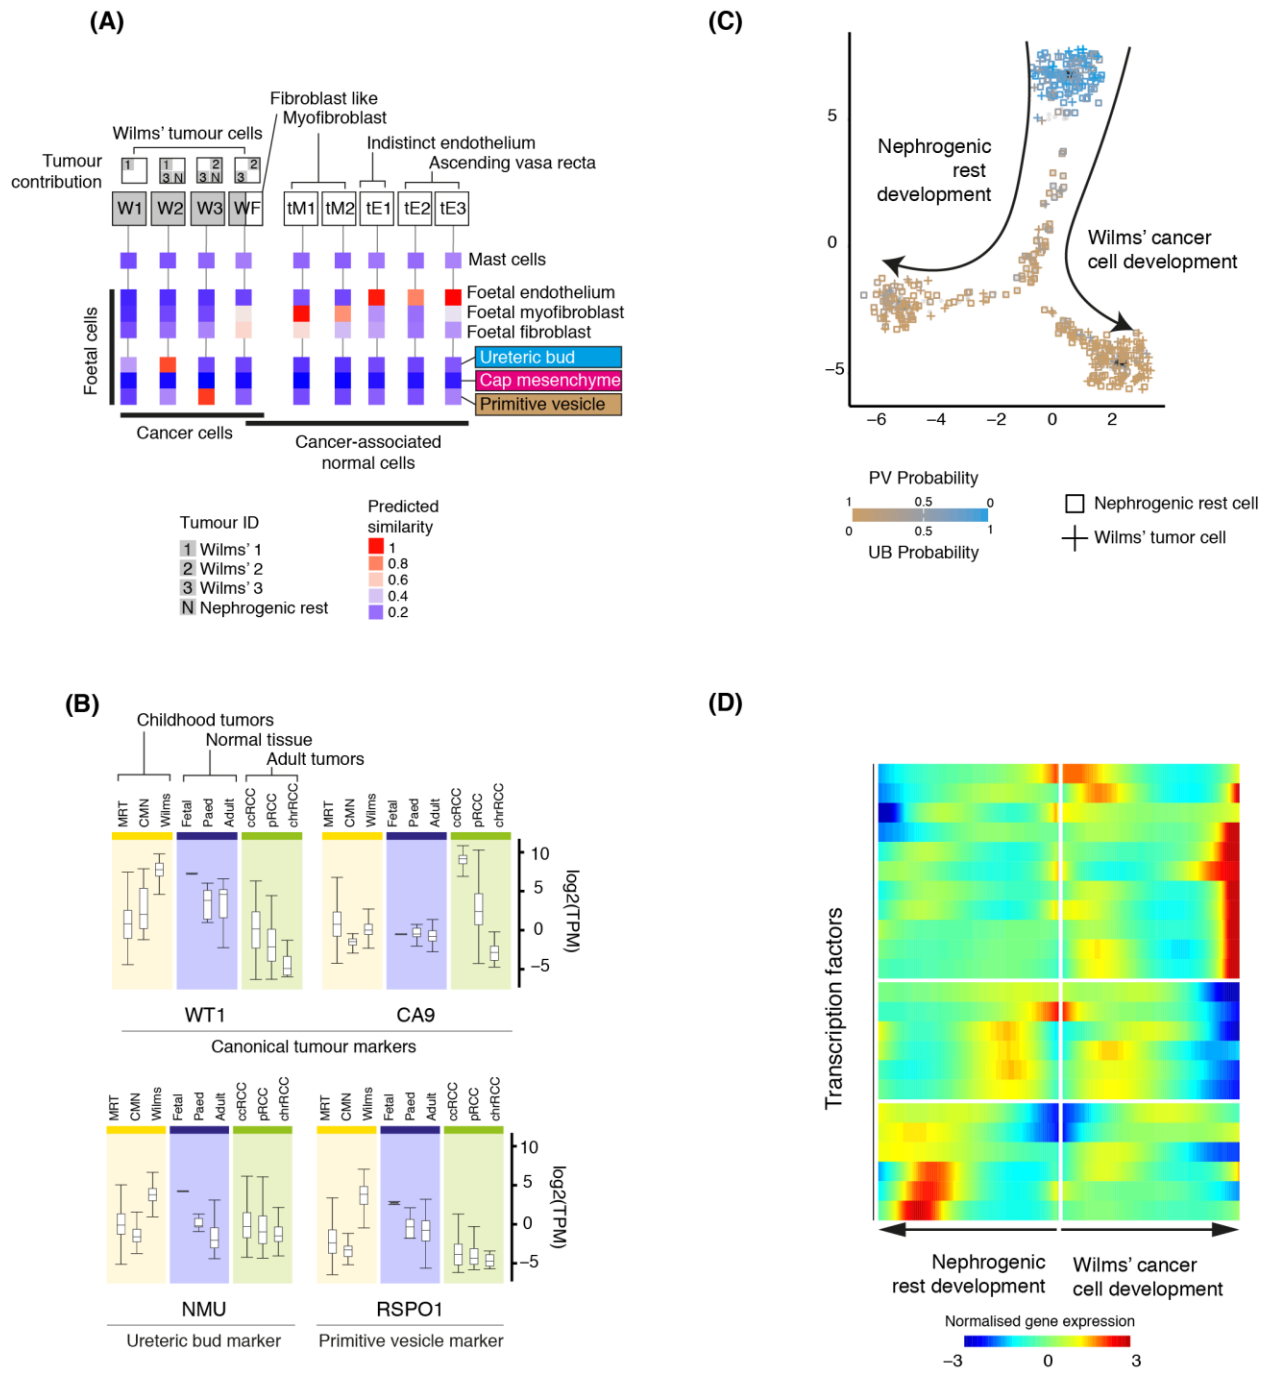 (A)
Fibroblast like
Myofibroblast
Wilms' tumour cells
Indistinct endothelium
Ascending vasa recta
Tumour
contribution
1
1
3 N
2
3 N
2
3
W1
W2
W3
WF
tM1
tM2
tE1
tE2
tE3
Mast cells
Foetal cells
Foetal endothelium
Foetal myofibroblast
Foetal fibroblast
Ureteric bud
Cap mesenchyme
Primitive vesicle
Cancer cells
Cancer-associated
normal cells
Tumour ID
1 Wilms' 1
2 Wilms' 2
3 Wilms' 3
N Nephrogenic rest
Predicted
similarity
1
0.8
0.6
0.4
0.2
(C)
5
0
−5
−6 −4 −2 0 2
Nephrogenic
rest
development
Wilms' cancer
cell development
PV Probability
1 0.5 0
0 0.5 1
UB Probability
Nephrogenic rest cell
Wilms' tumor cell
(B)
Childhood tumors
Normal tissue
Adult tumors
MRT CMN Wilms Fetal Paed Adult ccRCC pRCC chrRCC
MRT CMN Wilms Fetal Paed Adult ccRCC pRCC chrRCC
10
5
0
−5
log2(TPM)
WT1 CA9
Canonical tumour markers
MRT CMN Wilms Fetal Paed Adult ccRCC pRCC chrRCC
MRT CMN Wilms Fetal Paed Adult ccRCC pRCC chrRCC
10
5
0
−5
log2(TPM)
NMU RSPO1
Ureteric bud marker Primitive vesicle marker
(D)
Transcription factors
Nephrogenic
rest development
Wilms' cancer
cell development
Normalised gene expression
−3 0 3